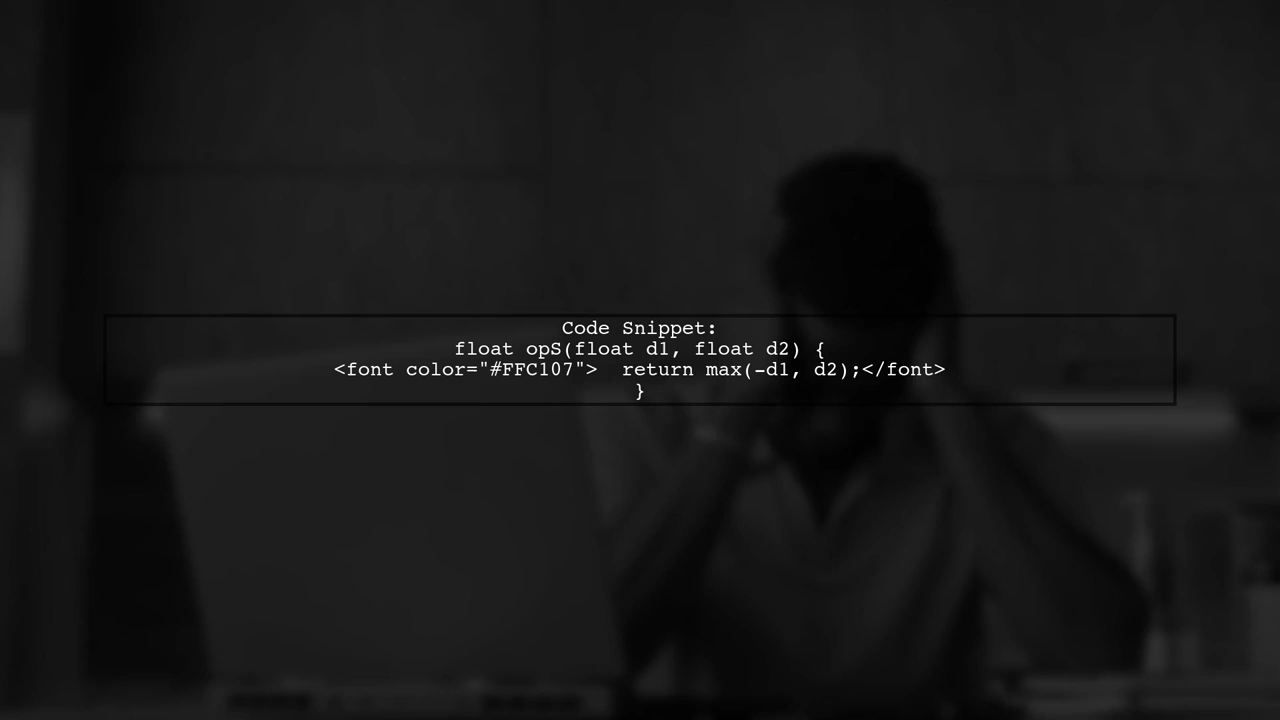 Code Snippet:
float opS(float d1, float d2) {
<font color="#FFC107">  return max(-d1, d2);</font>
}